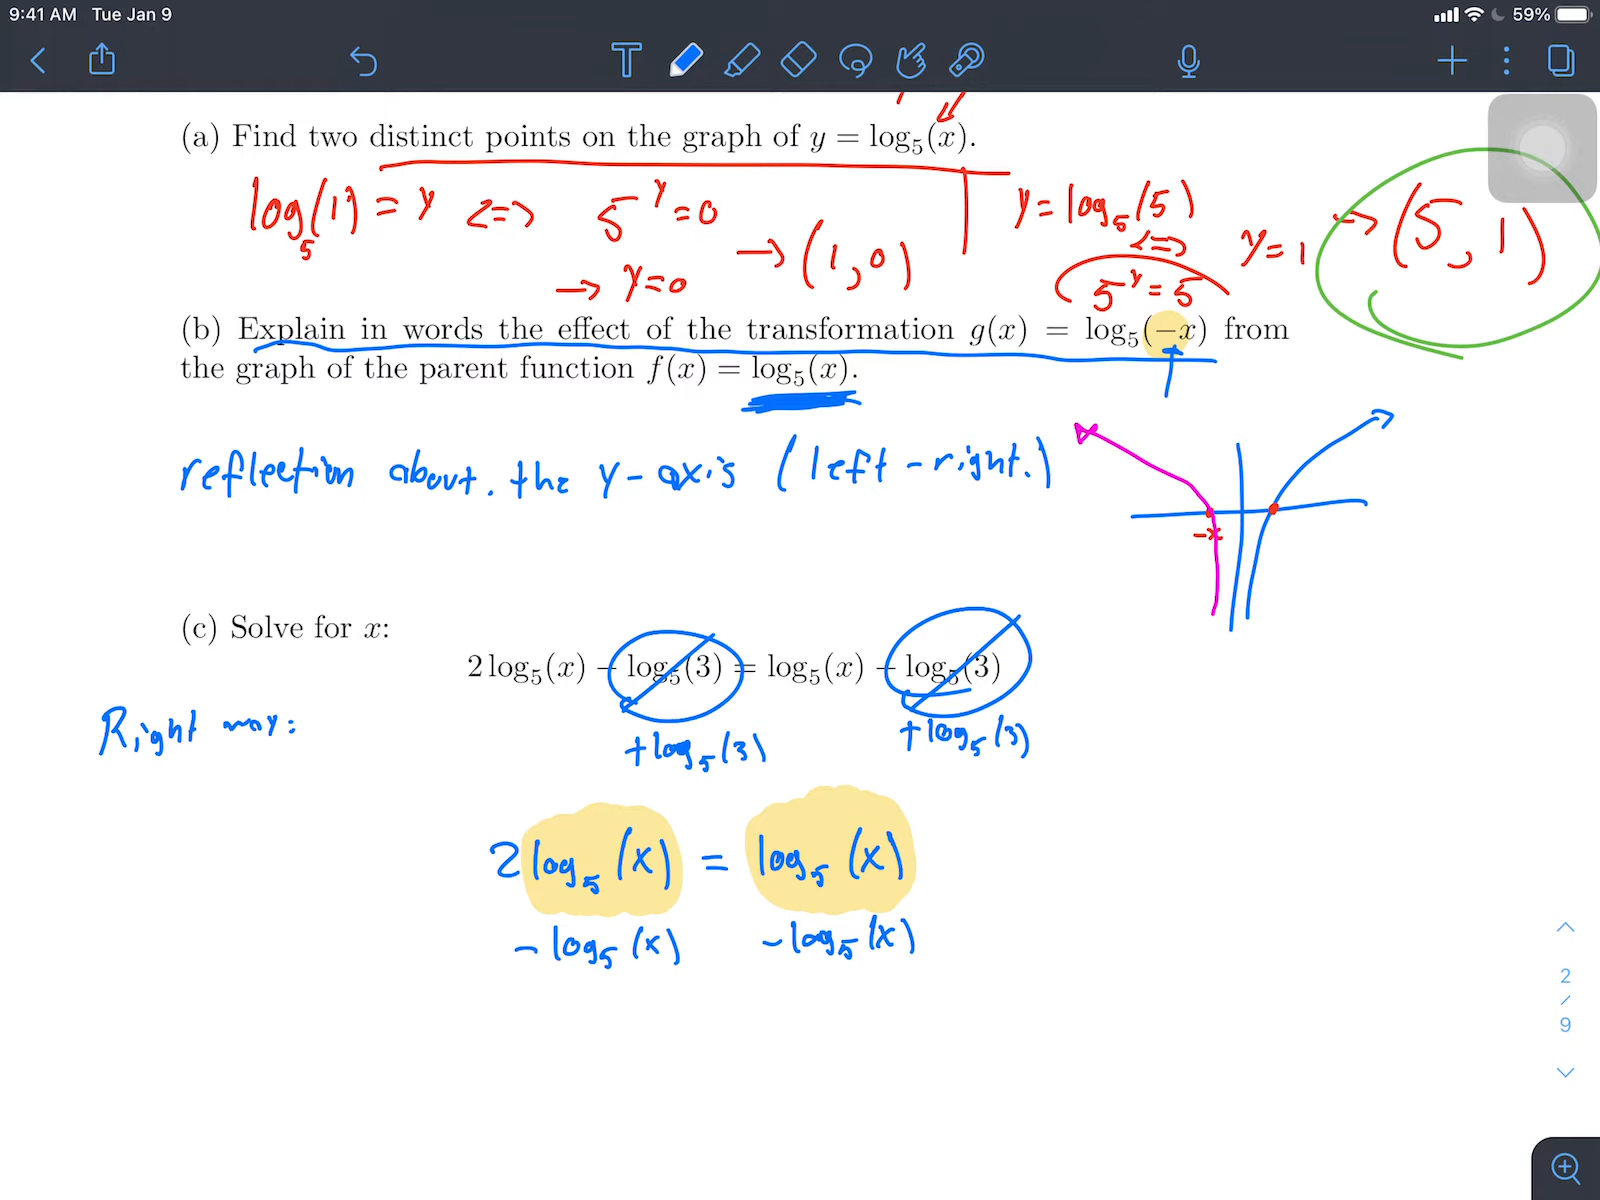 9:41 AM Tue Jan 9 59%
(a) Find two distinct points on the graph of y = log₅(x).
log₅(1) = y <=> 5^y = 0
→ y = 0 → (1, 0)
y = log₅(5)
<=>
5^y = 5
y = 1 → (5, 1)
(b) Explain in words the effect of the transformation g(x) = log₅(−x) from
the graph of the parent function f(x) = log₅(x).
reflection about. the y-axis (left-right.)
-x
(c) Solve for x:
2 log₅(x) − log₅(3) = log₅(x) − log₅(3)
Right way:
+log₅(3) +log₅(3)
2 log₅(x) = log₅(x)
− log₅(x) − log₅(x)
2
/
9